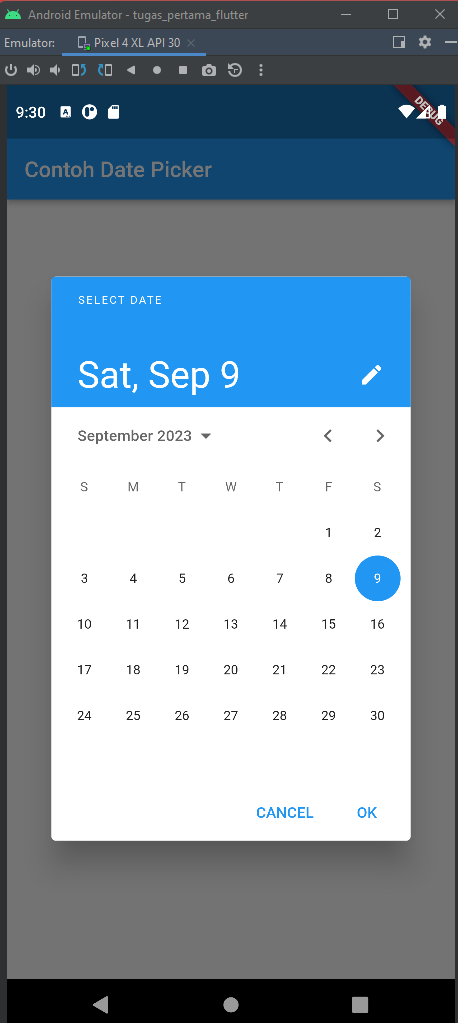 Android Emulator - tugas_pertama_flutter
Emulator: Pixel 4 XL API 30
9:30 A
DEBUG
Contoh Date Picker
SELECT DATE
Sat, Sep 9
September 2023
S M T W T F S
1 2
3 4 5 6 7 8 9
10 11 12 13 14 15 16
17 18 19 20 21 22 23
24 25 26 27 28 29 30
CANCEL OK